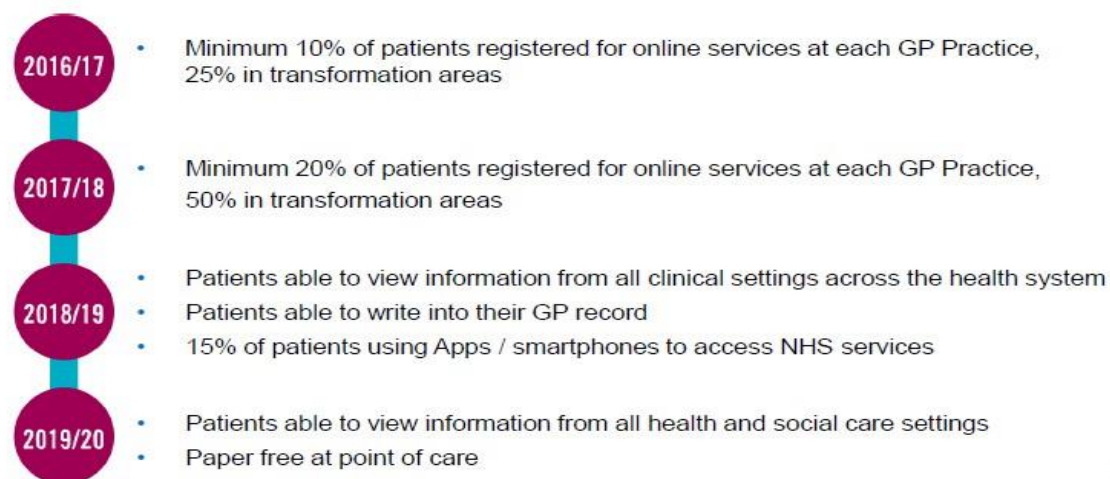 2016/17
• Minimum 10% of patients registered for online services at each GP Practice,
25% in transformation areas
2017/18
• Minimum 20% of patients registered for online services at each GP Practice,
50% in transformation areas
2018/19
• Patients able to view information from all clinical settings across the health system
• Patients able to write into their GP record
• 15% of patients using Apps / smartphones to access NHS services
2019/20
• Patients able to view information from all health and social care settings
• Paper free at point of care